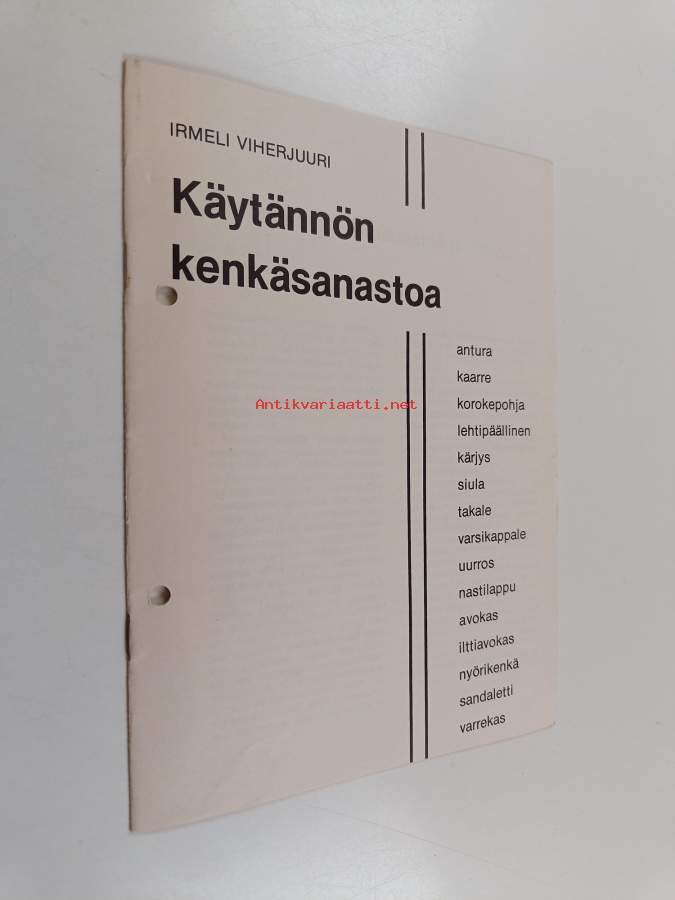 IRMELI VIHERJUURI
Käytännön
kenkäsanastoa
Antikvariaatti.net
antura
kaarre
korokepohja
lehtipäällinen
kärjys
siula
takale
varsikappale
uurros
nastilappu
avokas
ilttiavokas
nyörikenkä
sandaletti
varrekas